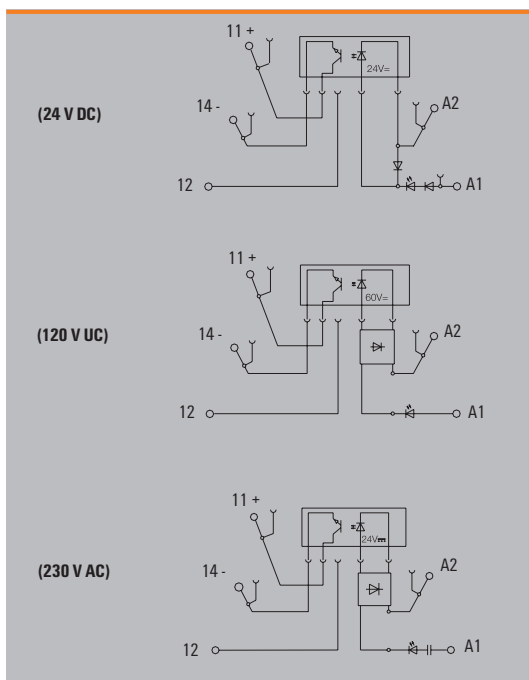 11 +
24V=
(24 V DC)
A2
14 -
12
A1
11 +
60V=
(120 V UC)
A2
14 -
12
A1
11 +
24V⎓
(230 V AC)
A2
14 -
12
A1